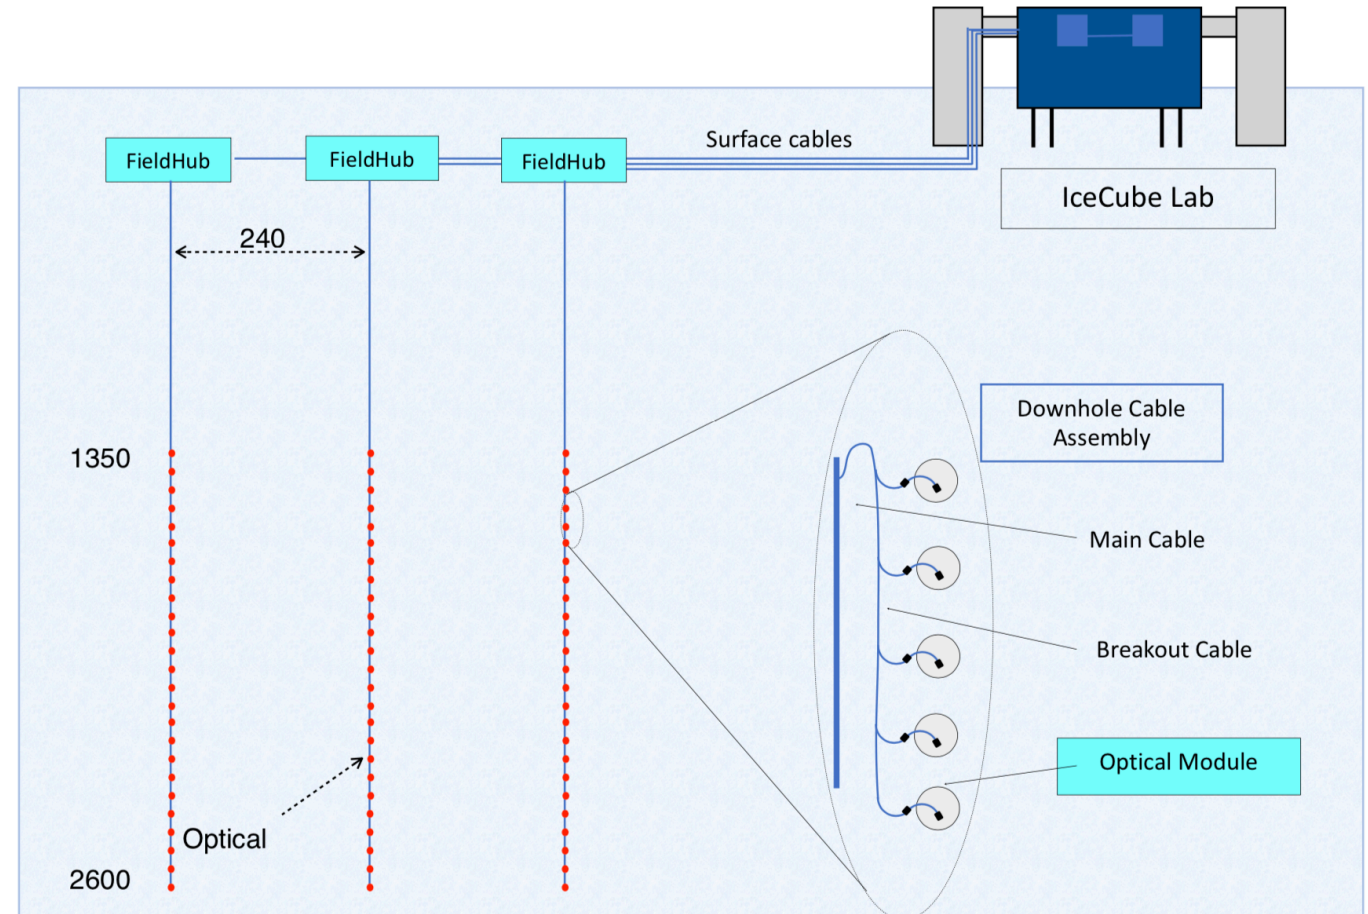 Surface cables
FieldHub
FieldHub
FieldHub
IceCube Lab
240
Downhole Cable
Assembly
1350
Main Cable
Breakout Cable
Optical Module
Optical
2600